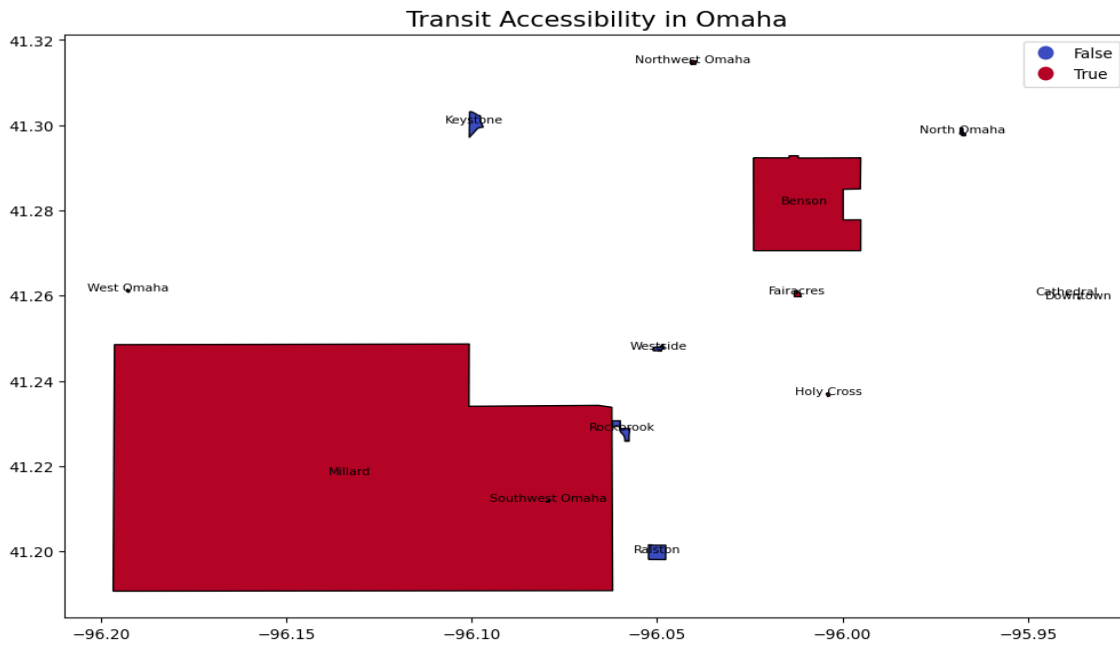 Transit Accessibility in Omaha
41.32
41.30
41.28
41.26
41.24
41.22
41.20
False
True
Northwest Omaha
Keystone
North Omaha
Benson
West Omaha
Fairacres
Cathedral
Downtown
Westside
Holy Cross
Rockbrook
Millard
Southwest Omaha
Ralston
−96.20
−96.15
−96.10
−96.05
−96.00
−95.95